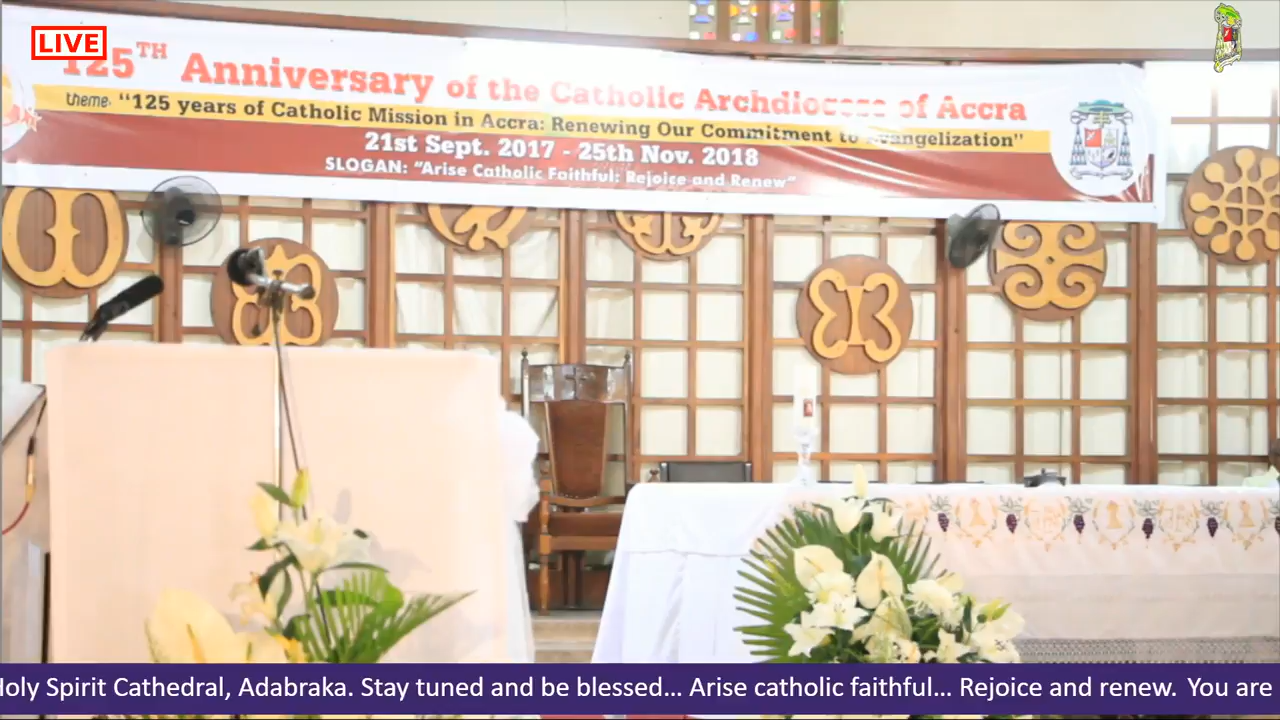 LIVE
125TH Anniversary of the Catholic Archdiocese of Accra
theme: "125 years of Catholic Mission in Accra: Renewing Our Commitment to Evangelization"
21st Sept. 2017 - 25th Nov. 2018
SLOGAN: "Arise Catholic Faithful: Rejoice and Renew"
Holy Spirit Cathedral, Adabraka. Stay tuned and be blessed... Arise catholic faithful... Rejoice and renew. You are